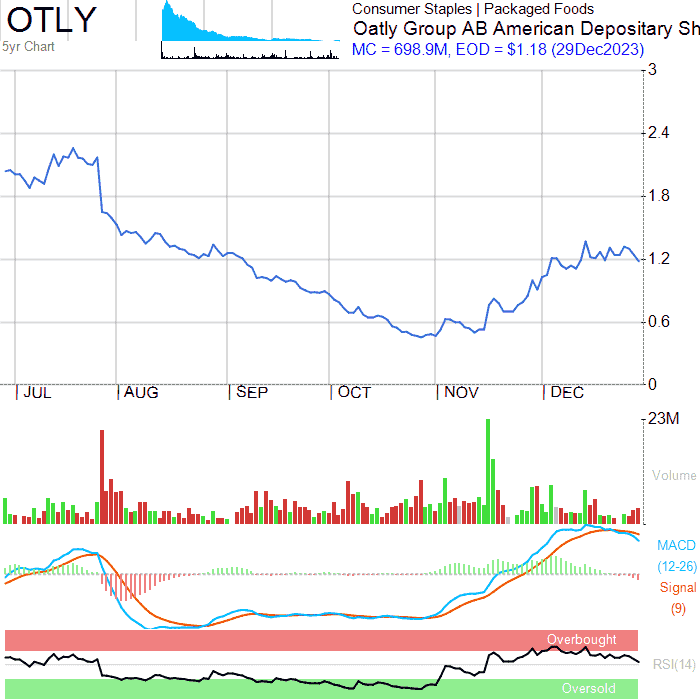 OTLY
5yr Chart
Consumer Staples | Packaged Foods
Oatly Group AB American Depositary Sh
MC = 698.9M, EOD = $1.18 (29Dec2023)
3
2.4
1.8
1.2
0.6
0
JUL AUG SEP OCT NOV DEC
23M
Volume
MACD
(12-26)
Signal
(9)
Overbought
RSI(14)
Oversold